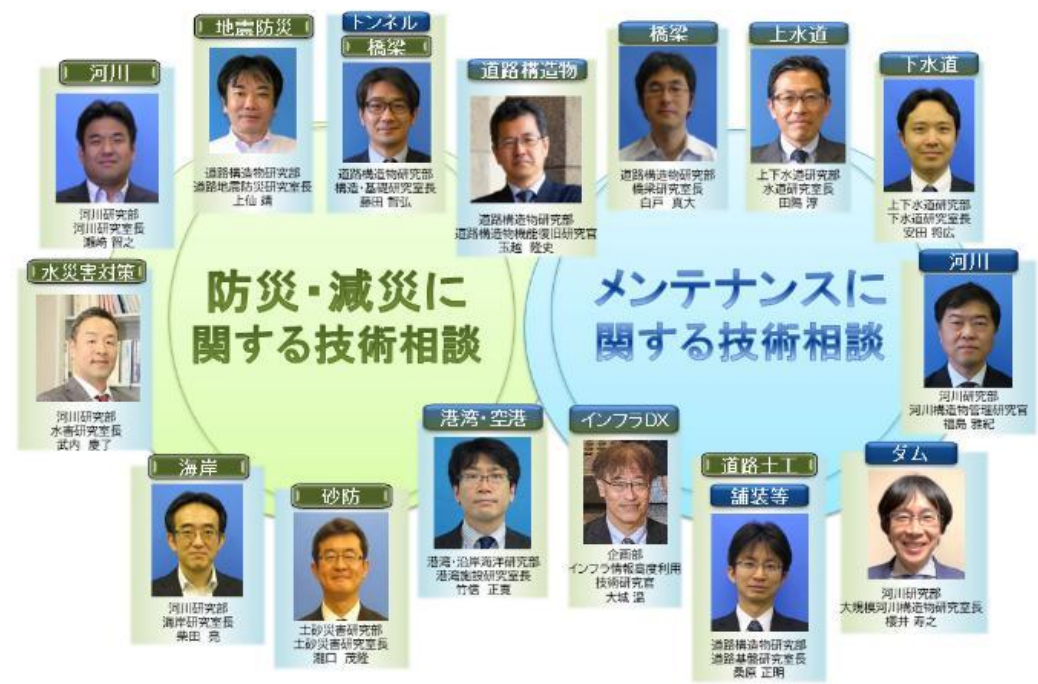 河川
河川研究部
河川研究室長
瀬﨑 智之
地震防災
道路構造物研究部
道路地震防災研究室長
上仙 靖
トンネル
橋梁
道路構造物研究部
構造・基礎研究室長
藤田 智弘
道路構造物
道路構造物研究部
道路構造物機能復旧研究官
玉越 隆史
橋梁
道路構造物研究部
橋梁研究室長
白戸 真大
上水道
上下水道研究部
水道研究室長
田隝 淳
下水道
上下水道研究部
下水道研究室長
安田 将広
水災害対策
河川研究部
水害研究室長
武内 慶了
防災・減災に
関する技術相談
メンテナンスに
関する技術相談
河川
河川研究部
河川構造物管理研究官
福島 雅紀
海岸
河川研究部
海岸研究室長
柴田 亮
砂防
土砂災害研究部
土砂災害研究室長
瀧口 茂隆
港湾・空港
港湾・沿岸海洋研究部
港湾施設研究室長
竹信 正寛
インフラDX
企画部
インフラ情報高度利用
技術研究官
大城 温
道路土工
舗装等
道路構造物研究部
道路基盤研究室長
桑原 正明
ダム
河川研究部
大規模河川構造物研究室長
櫻井 寿之